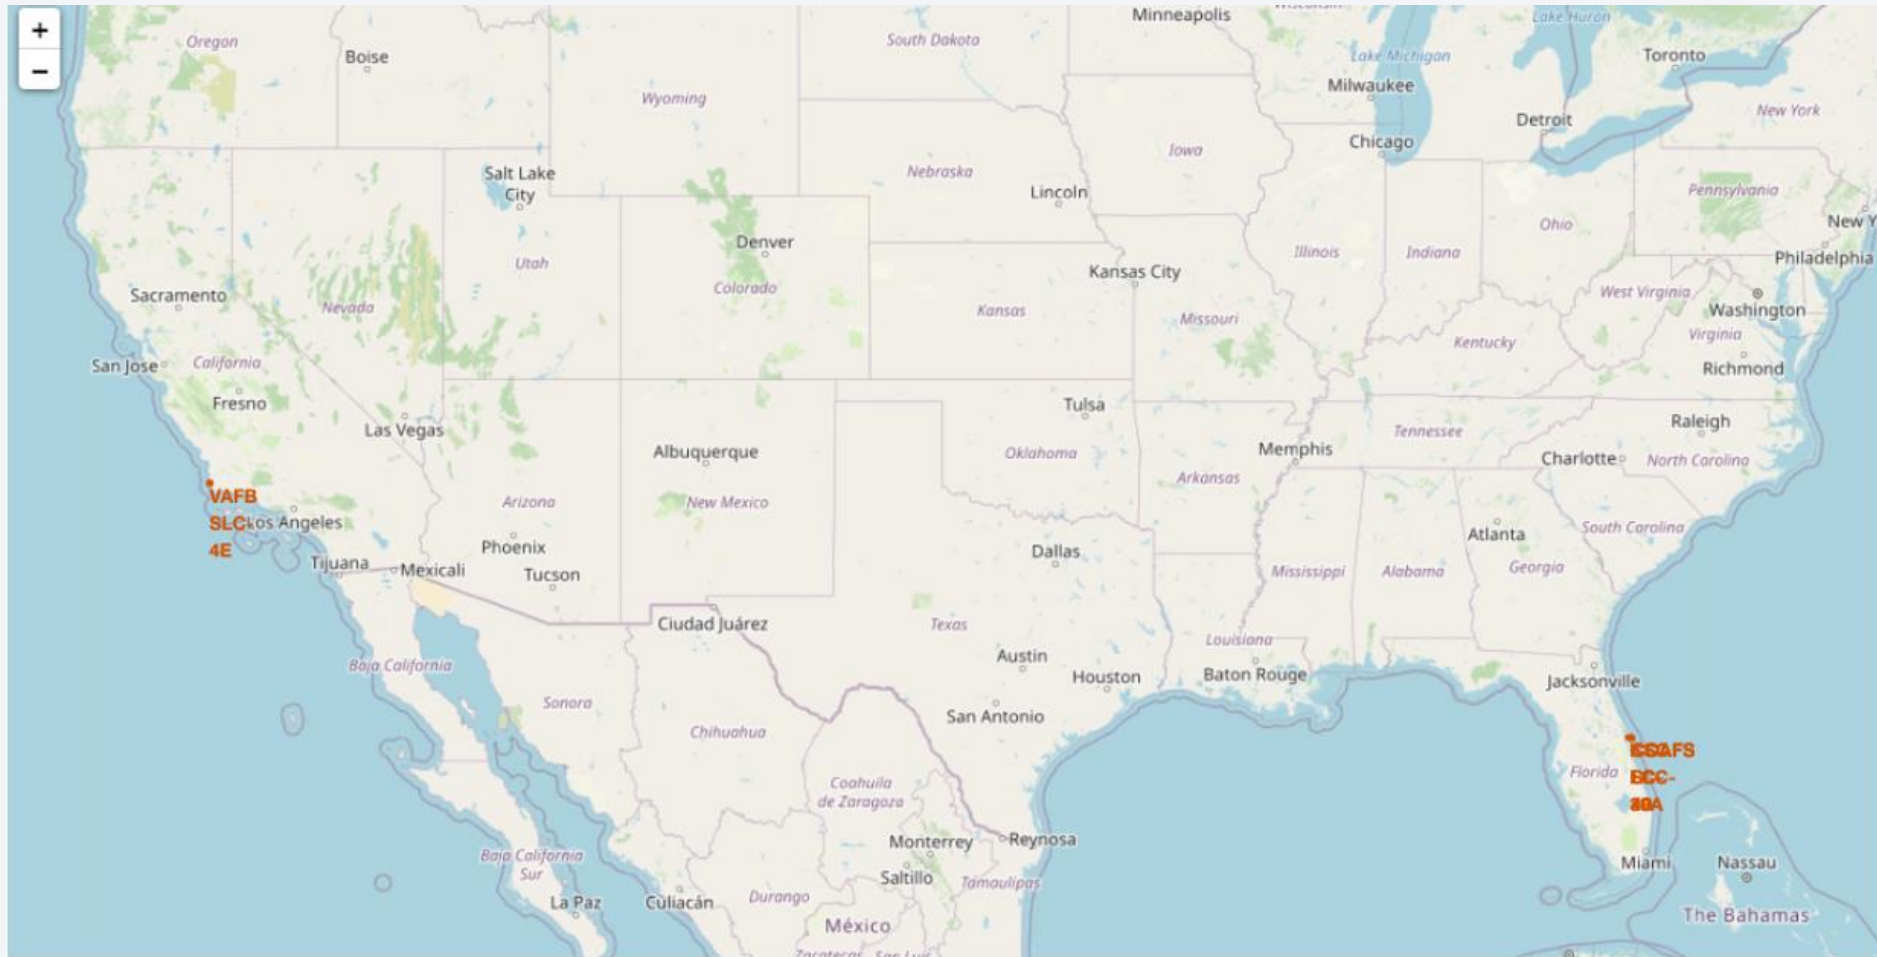 +
−
Oregon
Boise
South Dakota
Minneapolis
Lake Michigan
Lake Huron
Toronto
Wyoming
Milwaukee
New York
Detroit
Chicago
Iowa
Nebraska
Salt Lake
City
Lincoln
Pennsylvania
New Y
Ohio
Denver
Utah
Illinois
Indiana
Philadelphia
Kansas City
Colorado
West Virginia
Sacramento
Nevada
Kansas
Missouri
Washington
Virginia
Kentucky
San Jose
California
Richmond
Fresno
Tulsa
Las Vegas
Raleigh
Tennessee
Albuquerque
Oklahoma
Memphis
Charlotte
North Carolina
Arkansas
VAFB
SLC-
4E
Los Angeles
Arizona
New Mexico
South Carolina
Atlanta
Phoenix
Dallas
Tijuana
Mexicali
Tucson
Mississippi
Alabama
Georgia
Ciudad Juárez
Texas
Louisiana
Austin
Baja California
Houston
Baton Rouge
Jacksonville
Sonora
San Antonio
Chihuahua
Florida
Coahuila
de Zaragoza
Monterrey
Reynosa
Baja California
Sur
Miami
Nassau
Saltillo
Tamaulipas
Durango
La Paz
Culiacán
México
The Bahamas
Zacatecas
San Luis